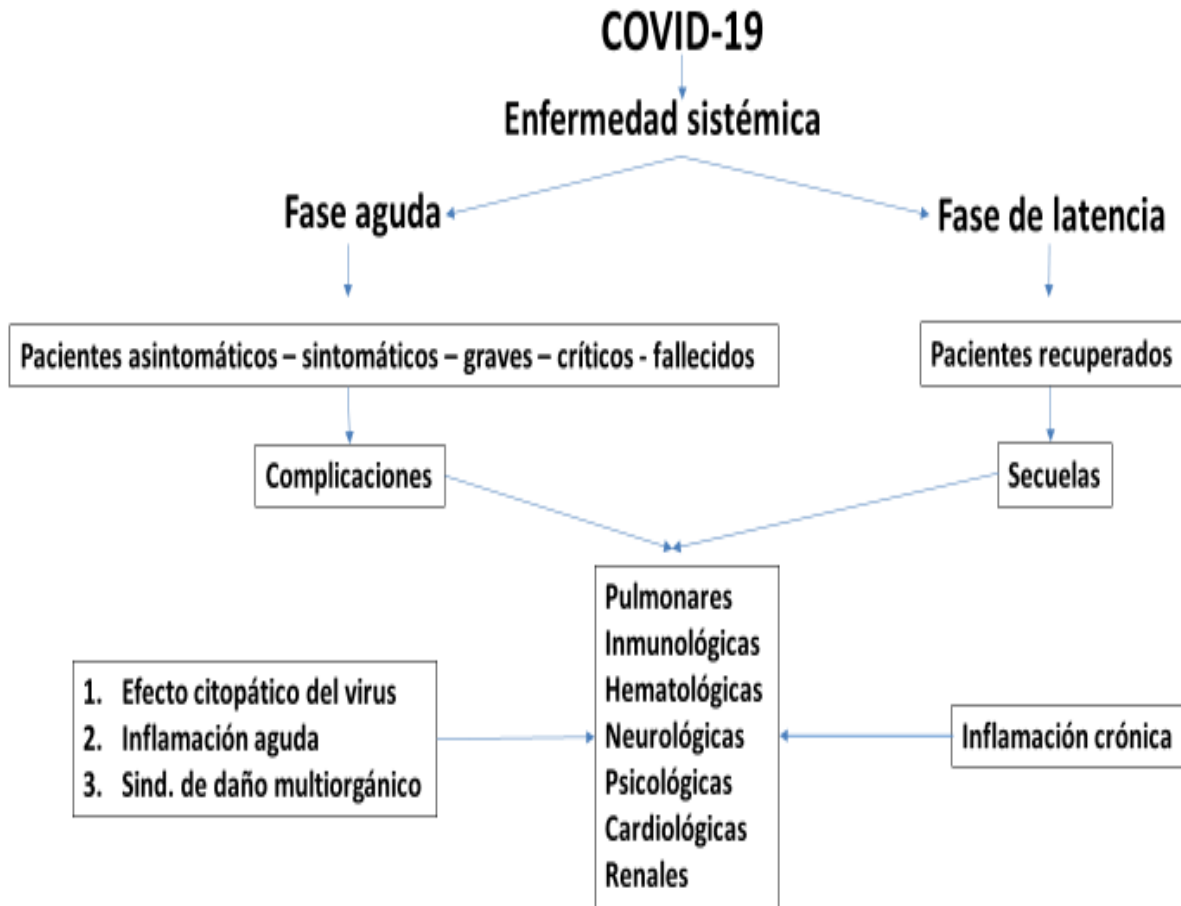 COVID-19
Enfermedad sistémica
Fase aguda
Fase de latencia
Pacientes asintomáticos – sintomáticos – graves – críticos - fallecidos
Pacientes recuperados
Complicaciones
Secuelas
Pulmonares
Inmunológicas
Hematológicas
Neurológicas
Psicológicas
Cardiológicas
Renales
1. Efecto citopático del virus
2. Inflamación aguda
3. Sind. de daño multiorgánico
Inflamación crónica